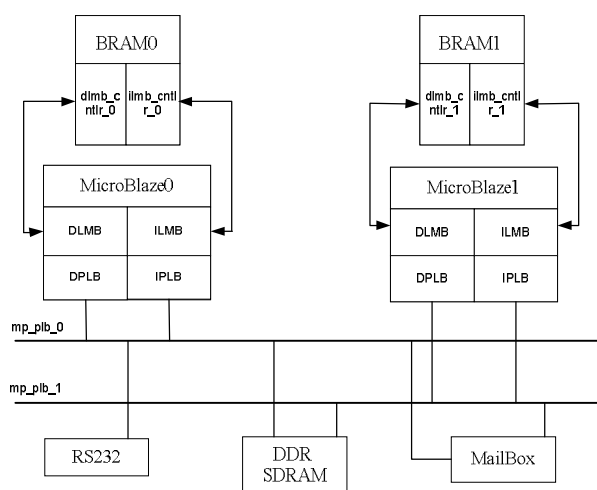 BRAM0
BRAM1
dlmb_c
ntlr_0
ilmb_cntl
r_0
dlmb_c
ntlr_1
ilmb_cntl
r_1
MicroBlaze0
MicroBlaze1
DLMB
ILMB
DLMB
ILMB
DPLB
IPLB
DPLB
IPLB
mp_plb_0
mp_plb_1
RS232
DDR
SDRAM
MailBox